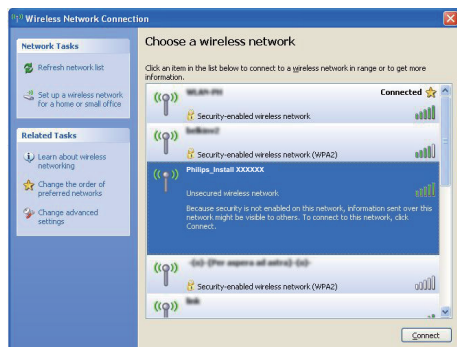 Wireless Network Connection
Network Tasks
Refresh network list
Set up a wireless network
for a home or small office
Related Tasks
Learn about wireless
networking
Change the order of
preferred networks
Change advanced
settings
Choose a wireless network
Click an item in the list below to connect to a wireless network in range or to get more
information.
Connected
Security-enabled wireless network
Security-enabled wireless network (WPA2)
Philips_Install XXXXXX
Unsecured wireless network
Because security is not enabled on this network, information sent over this
network might be visible to others. To connect to this network, click
Connect.
Security-enabled wireless network (WPA2)
Connect